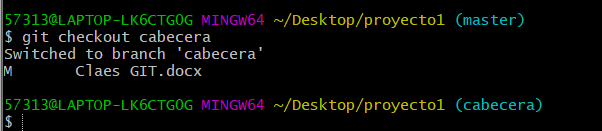 57313@LAPTOP-LK6CTG0G MINGW64 ~/Desktop/proyecto1 (master)
$ git checkout cabecera
Switched to branch 'cabecera'
M       Claes GIT.docx
57313@LAPTOP-LK6CTG0G MINGW64 ~/Desktop/proyecto1 (cabecera)
$